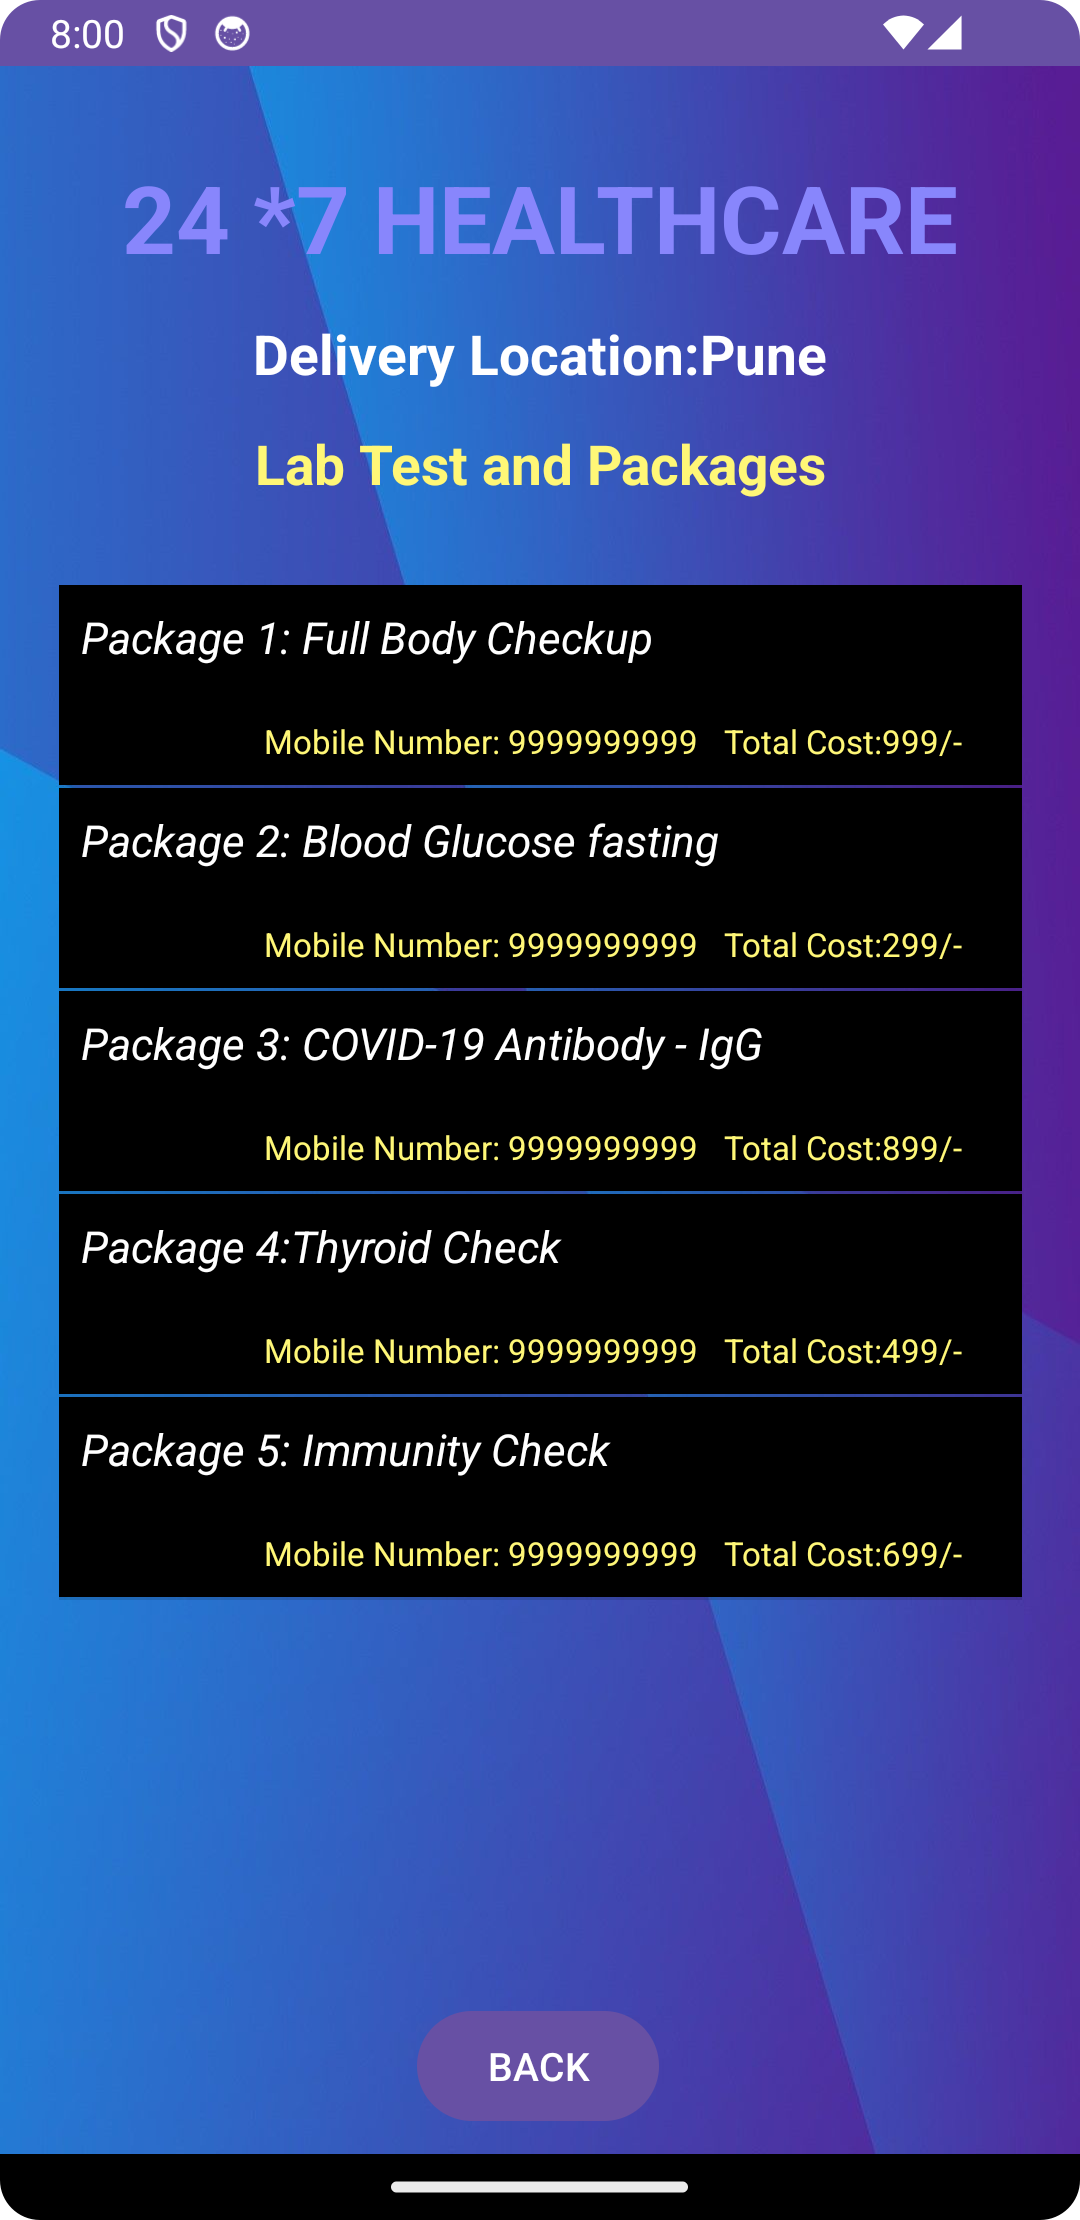 8:00
24 *7 HEALTHCARE
Delivery Location:Pune
Lab Test and Packages
Package 1: Full Body Checkup
Mobile Number: 9999999999 Total Cost:999/-
Package 2: Blood Glucose fasting
Mobile Number: 9999999999 Total Cost:299/-
Package 3: COVID-19 Antibody - IgG
Mobile Number: 9999999999 Total Cost:899/-
Package 4:Thyroid Check
Mobile Number: 9999999999 Total Cost:499/-
Package 5: Immunity Check
Mobile Number: 9999999999 Total Cost:699/-
BACK